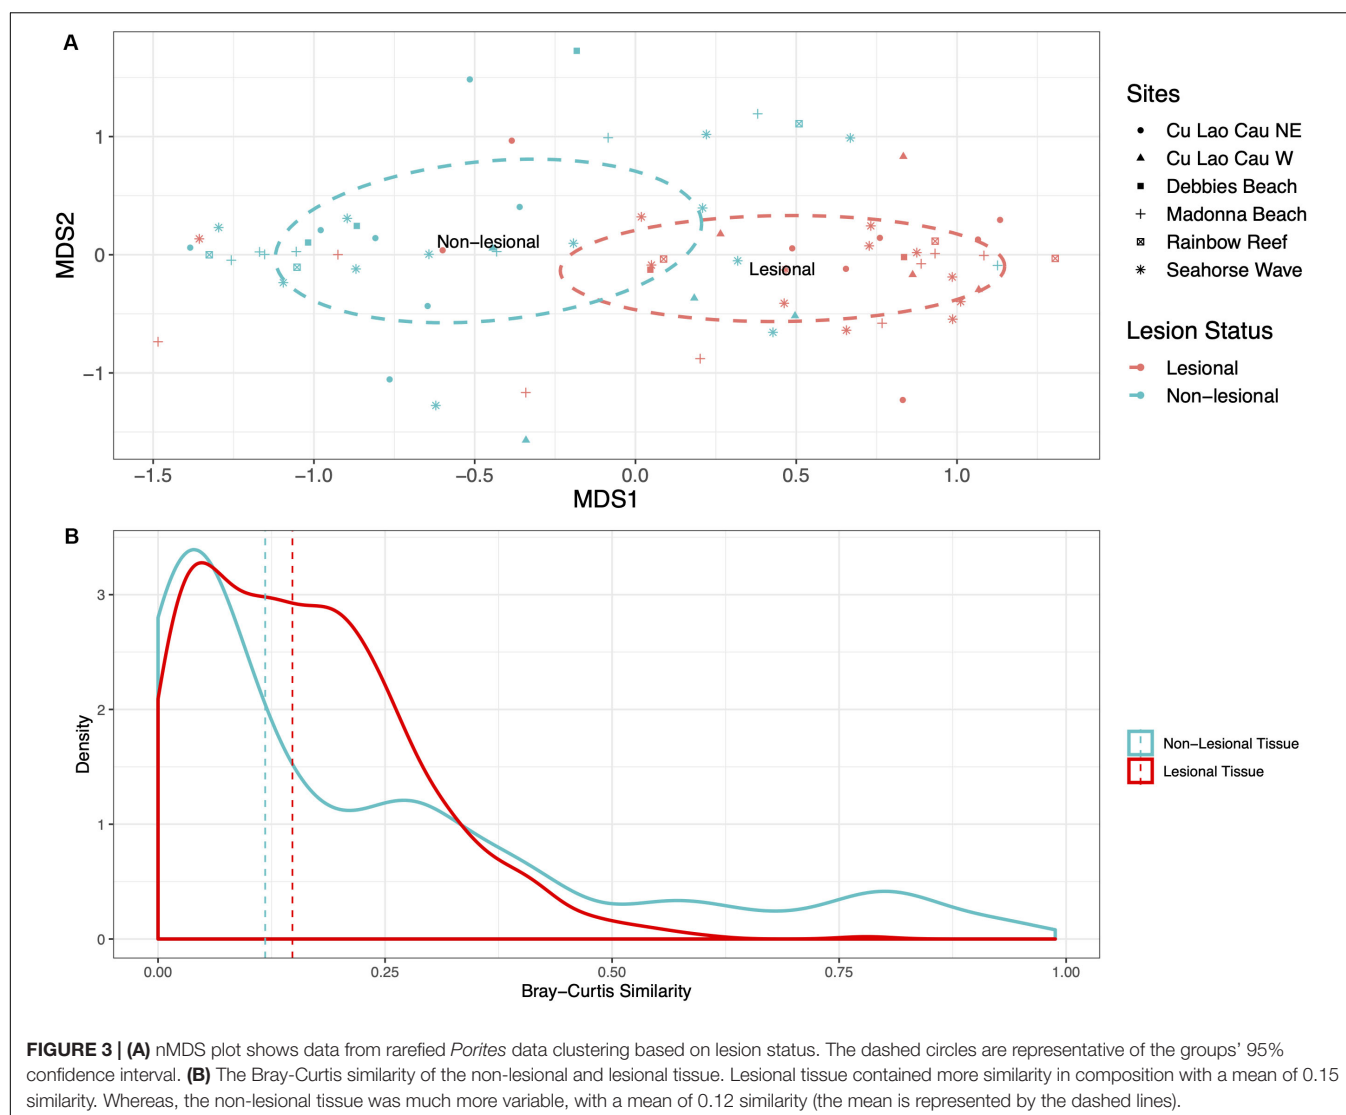 A
Non−lesional
Lesional
1
0
−1
MDS2
−1.5 −1.0 −0.5 0.0 0.5 1.0
MDS1
Sites
Cu Lao Cau NE
Cu Lao Cau W
Debbies Beach
Madonna Beach
Rainbow Reef
Seahorse Wave
Lesion Status
Lesional
Non−lesional
B
3
2
1
0
Density
0.00 0.25 0.50 0.75 1.00
Bray−Curtis Similarity
Non−Lesional Tissue
Lesional Tissue
FIGURE 3 | (A) nMDS plot shows data from rarefied Porites data clustering based on lesion status. The dashed circles are representative of the groups' 95%
confidence interval. (B) The Bray-Curtis similarity of the non-lesional and lesional tissue. Lesional tissue contained more similarity in composition with a mean of 0.15
similarity. Whereas, the non-lesional tissue was much more variable, with a mean of 0.12 similarity (the mean is represented by the dashed lines).